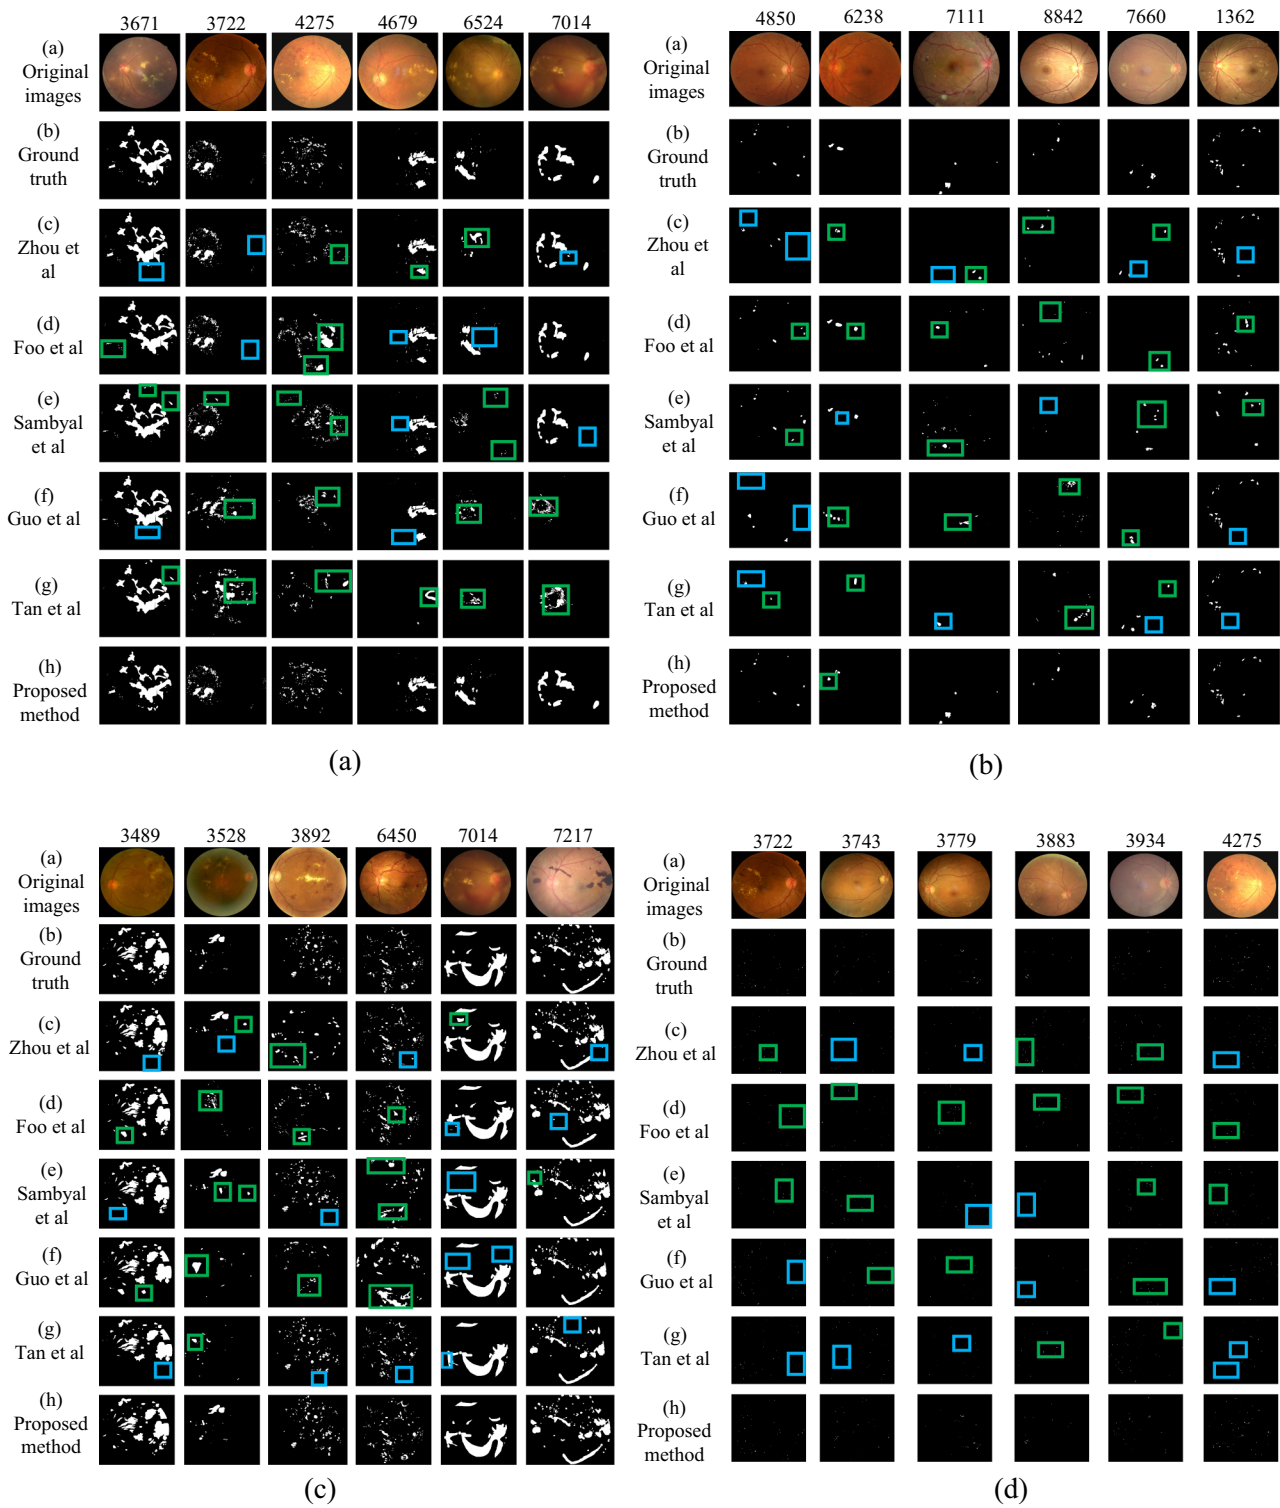 3671 3722 4275 4679 6524 7014
(a)
Original
images
(b)
Ground
truth
(c)
Zhou et
al
(d)
Foo et al
(e)
Sambyal
et al
(f)
Guo et al
(g)
Tan et al
(h)
Proposed
method
(a)
4850 6238 7111 8842 7660 1362
(a)
Original
images
(b)
Ground
truth
(c)
Zhou et
al
(d)
Foo et al
(e)
Sambyal
et al
(f)
Guo et al
(g)
Tan et al
(h)
Proposed
method
(b)
3489 3528 3892 6450 7014 7217
(a)
Original
images
(b)
Ground
truth
(c)
Zhou et al
(d)
Foo et al
(e)
Sambyal
et al
(f)
Guo et al
(g)
Tan et al
(h)
Proposed
method
(c)
3722 3743 3779 3883 3934 4275
(a)
Original
images
(b)
Ground
truth
(c)
Zhou et al
(d)
Foo et al
(e)
Sambyal
et al
(f)
Guo et al
(g)
Tan et al
(h)
Proposed
method
(d)